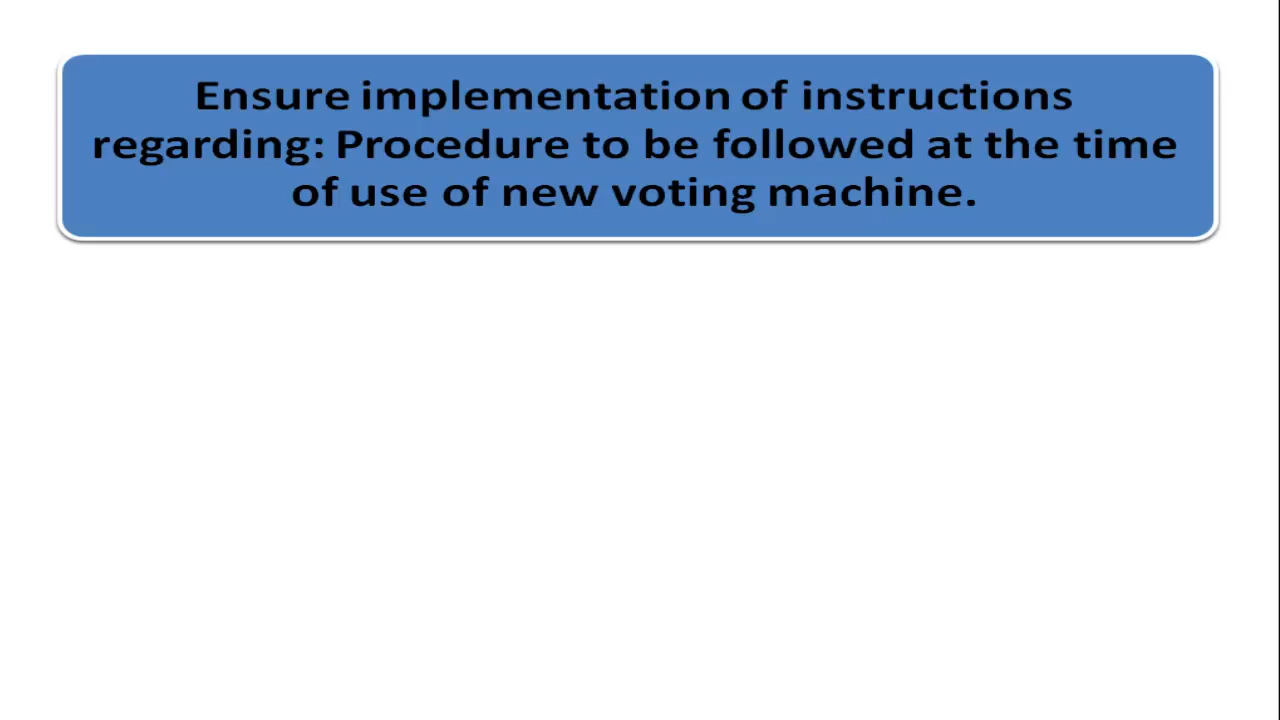 Ensure implementation of instructions
regarding: Procedure to be followed at the time
of use of new voting machine.